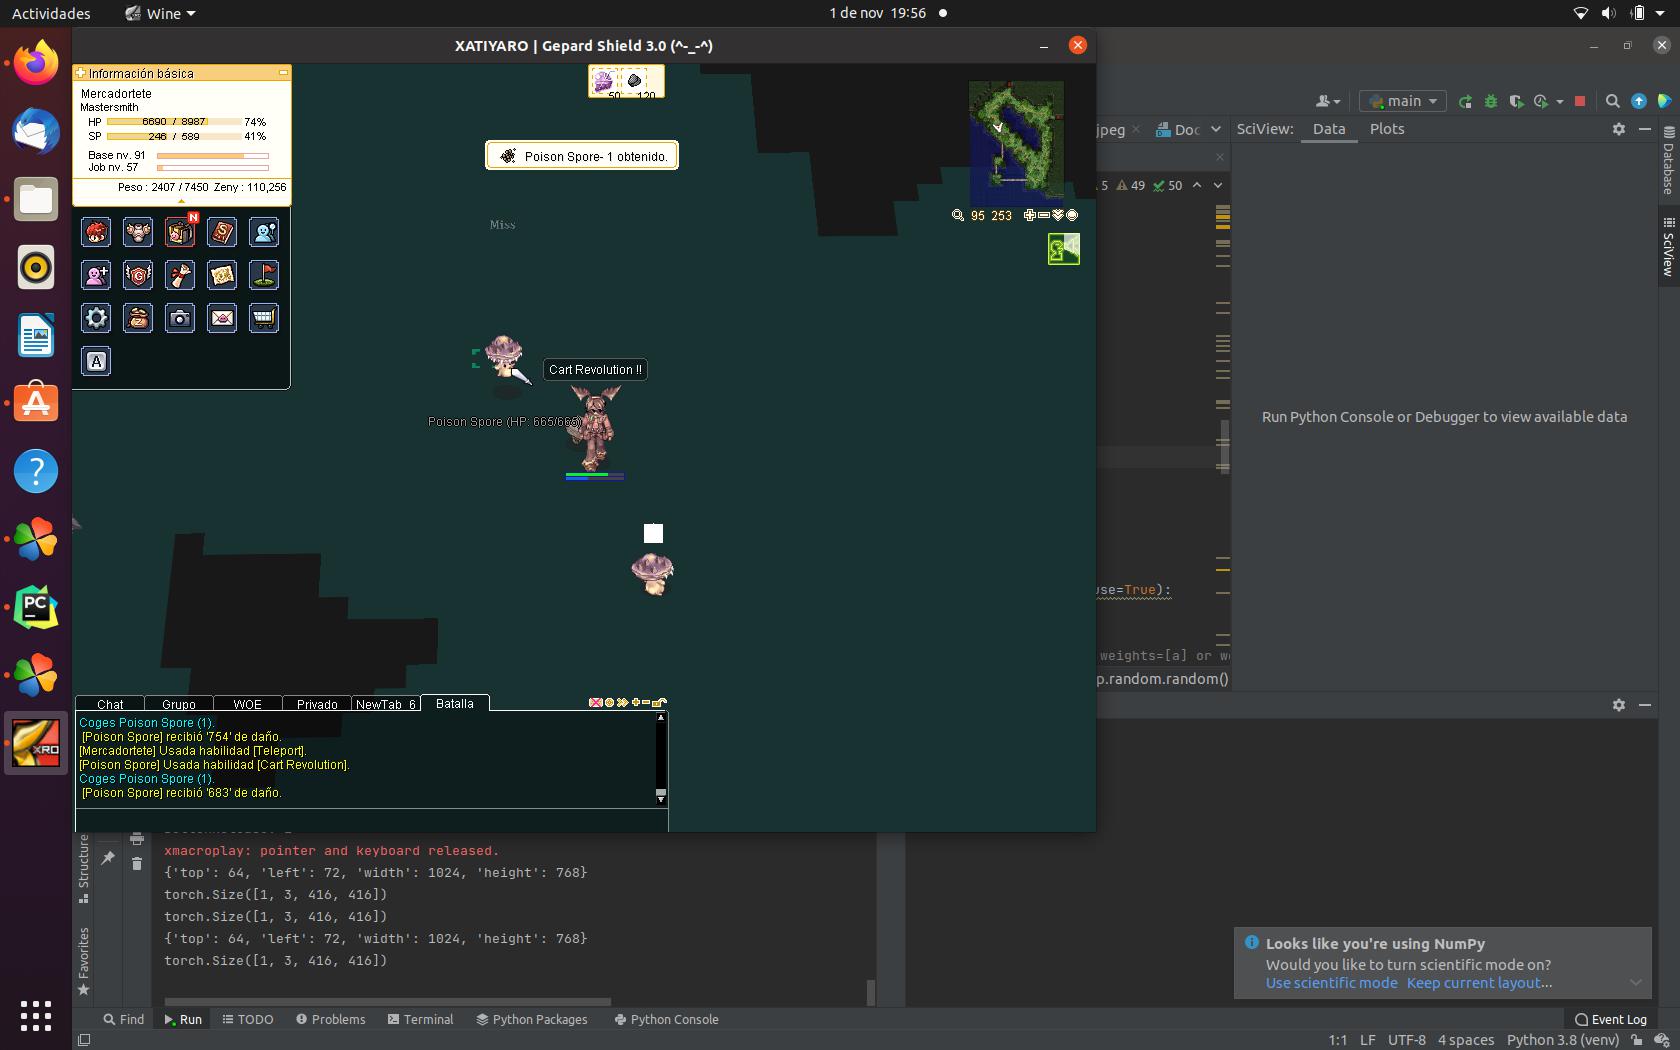 Actividades
Wine
1 de nov 19:56
XATIYARO | Gepard Shield 3.0 (^-_-^)
Información básica
Mercadortete
Mastersmith
HP 6690 / 8987 74%
SP 246 / 589 41%
Base nv. 91
Job nv. 57
Peso : 2407 / 7450 Zeny : 110,256
N
A
50 120
Poison Spore- 1 obtenido.
Miss
95 253
Cart Revolution !!
Poison Spore (HP: 665/665)
Chat Grupo WOE Privado NewTab_6 Batalla
Coges Poison Spore (1).
[Poison Spore] recibió '754' de daño.
[Mercadortete] Usada habilidad [Teleport].
[Poison Spore] Usada habilidad [Cart Revolution].
Coges Poison Spore (1).
[Poison Spore] recibió '683' de daño.
PC
XRO
main
jpeg
Doc
SciView: Data Plots
5 49 50
Database
SciView
Run Python Console or Debugger to view available data
use=True):
weights=[a] or we
p.random.random()
xmacroplay: pointer and keyboard released.
{'top': 64, 'left': 72, 'width': 1024, 'height': 768}
torch.Size([1, 3, 416, 416])
torch.Size([1, 3, 416, 416])
{'top': 64, 'left': 72, 'width': 1024, 'height': 768}
torch.Size([1, 3, 416, 416])
Structure
Favorites
Looks like you're using NumPy
Would you like to turn scientific mode on?
Use scientific mode Keep current layout...
Find Run TODO Problems Terminal Python Packages Python Console
Event Log
1:1 LF UTF-8 4 spaces Python 3.8 (venv)